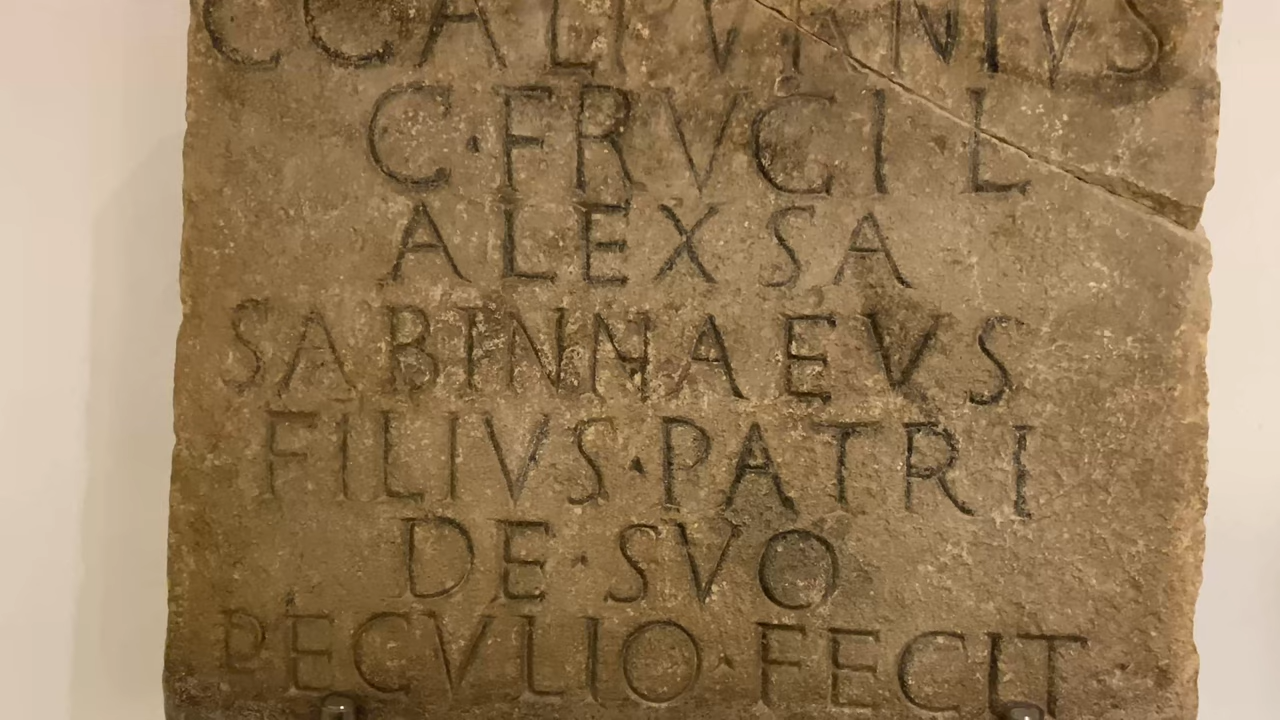 C CALPVRNIVS
C·FRVGI·L
ALEXSA
SABINNAEVS
FILIVS·PATRI
DE·SVO
PECVLIO·FECIT